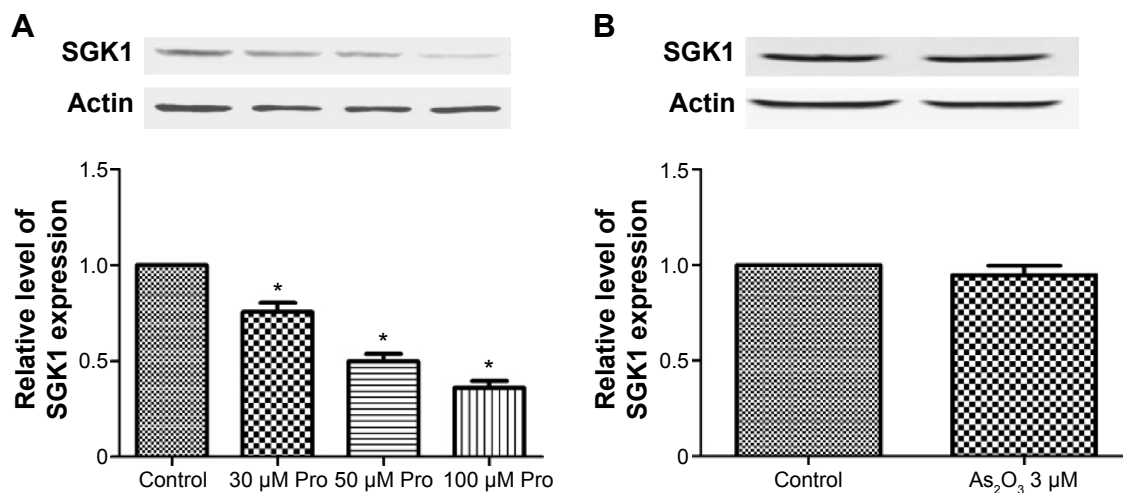 A
SGK1
Actin
Relative level of
SGK1 expression
1.5
1.0
0.5
0
*
*
*
Control
30 µM Pro
50 µM Pro
100 µM Pro
B
SGK1
Actin
Relative level of
SGK1 expression
1.5
1.0
0.5
0
Control
As₂O₃ 3 µM